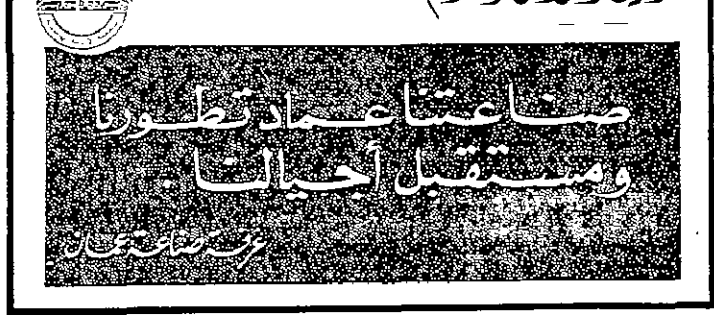 صناعتنا عماد تطورنا
ومستقبل أجيالنا .
غرفة صناعة عمان